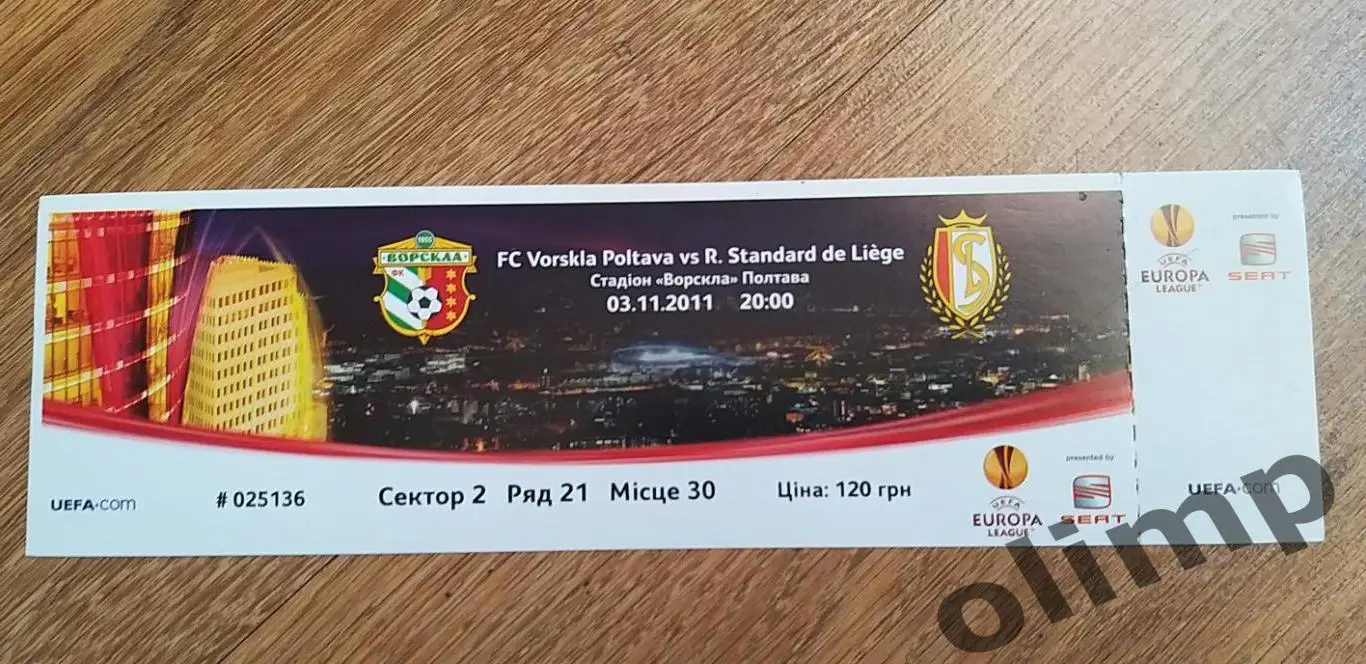 1955
ВОРСКЛА
ФК
FC Vorskla Poltava vs R. Standard de Liège
Стадіон «Ворскла» Полтава
03.11.2011 20:00
UEFA
EUROPA
LEAGUE
presented by
SEAT
UEFA.com
# 025136
Сектор 2 Ряд 21 Місце 30
Ціна: 120 грн
UEFA
EUROPA
LEAGUE
presented by
SEAT
UEFA.com
olimp